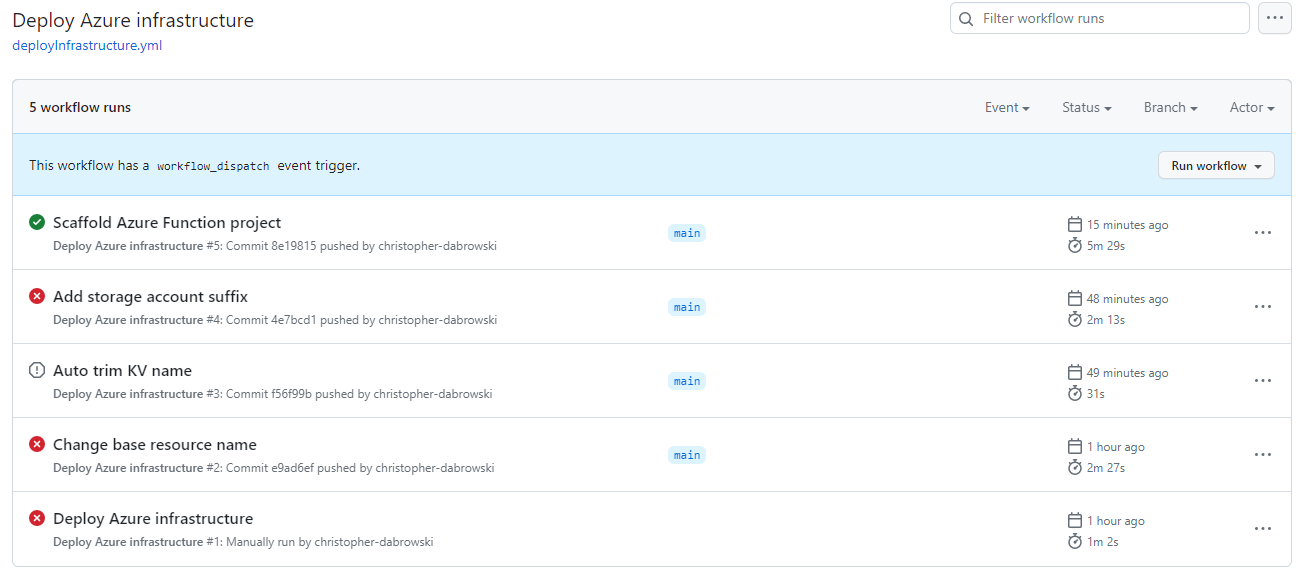 Deploy Azure infrastructure
Filter workflow runs
deployInfrastructure.yml
5 workflow runs
Event
Status
Branch
Actor
This workflow has a workflow_dispatch event trigger.
Run workflow
Scaffold Azure Function project
Deploy Azure infrastructure #5: Commit 8e19815 pushed by christopher-dabrowski
main
15 minutes ago
5m 29s
Add storage account suffix
Deploy Azure infrastructure #4: Commit 4e7bcd1 pushed by christopher-dabrowski
main
48 minutes ago
2m 13s
Auto trim KV name
Deploy Azure infrastructure #3: Commit f56f99b pushed by christopher-dabrowski
main
49 minutes ago
31s
Change base resource name
Deploy Azure infrastructure #2: Commit e9ad6ef pushed by christopher-dabrowski
main
1 hour ago
2m 27s
Deploy Azure infrastructure
Deploy Azure infrastructure #1: Manually run by christopher-dabrowski
1 hour ago
1m 2s